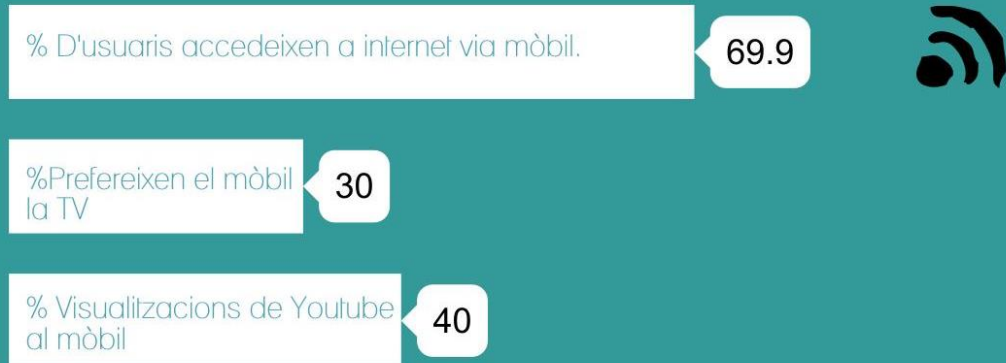 % D'usuaris accedeixen a internet via mòbil.
69.9
%Prefereixen el mòbil
la TV
30
% Visualitzacions de Youtube
al mòbil
40